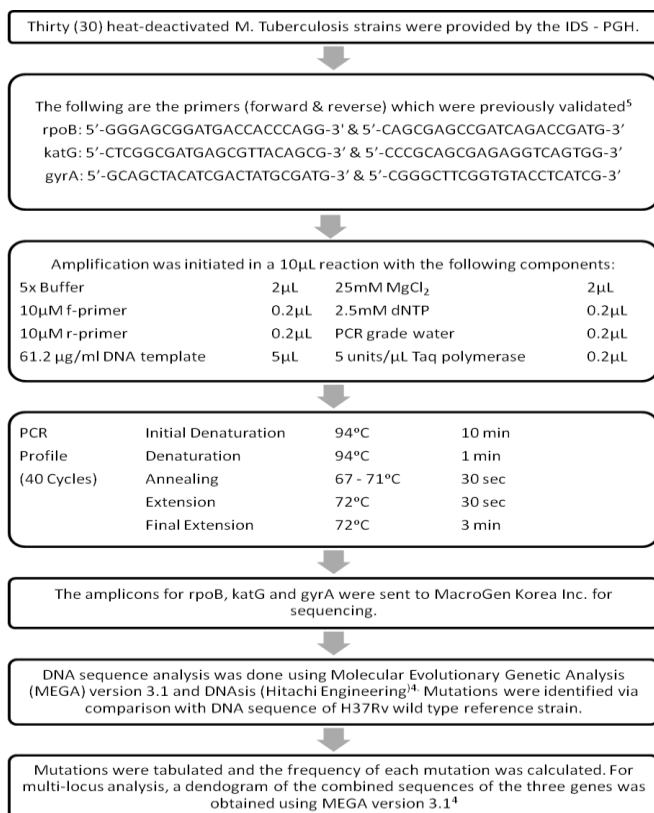 Thirty (30) heat-deactivated M. Tuberculosis strains were provided by the IDS - PGH.
The follwing are the primers (forward & reverse) which were previously validated⁵
rpoB: 5′-GGGAGCGGATGACCACCCAGG-3' & 5′-CAGCGAGCCGATCAGACCGATG-3′
katG: 5′-CTCGGCGATGAGCGTTACAGCG-3′ & 5′-CCCGCAGCGAGAGGTCAGTGG-3′
gyrA: 5′-GCAGCTACATCGACTATGCGATG-3′ & 5′-CGGGCTTCGGTGTACCTCATCG-3′
Amplification was initiated in a 10µL reaction with the following components:
5x Buffer 2µL 25mM MgCl₂ 2µL
10µM f-primer 0.2µL 2.5mM dNTP 0.2µL
10µM r-primer 0.2µL PCR grade water 0.2µL
61.2 µg/ml DNA template 5µL 5 units/µL Taq polymerase 0.2µL
PCR Initial Denaturation 94°C 10 min
Profile Denaturation 94°C 1 min
(40 Cycles) Annealing 67 - 71°C 30 sec
Extension 72°C 30 sec
Final Extension 72°C 3 min
The amplicons for rpoB, katG and gyrA were sent to MacroGen Korea Inc. for
sequencing.
DNA sequence analysis was done using Molecular Evolutionary Genetic Analysis
(MEGA) version 3.1 and DNAsis (Hitachi Engineering)⁴· Mutations were identified via
comparison with DNA sequence of H37Rv wild type reference strain.
Mutations were tabulated and the frequency of each mutation was calculated. For
multi-locus analysis, a dendogram of the combined sequences of the three genes was
obtained using MEGA version 3.1⁴